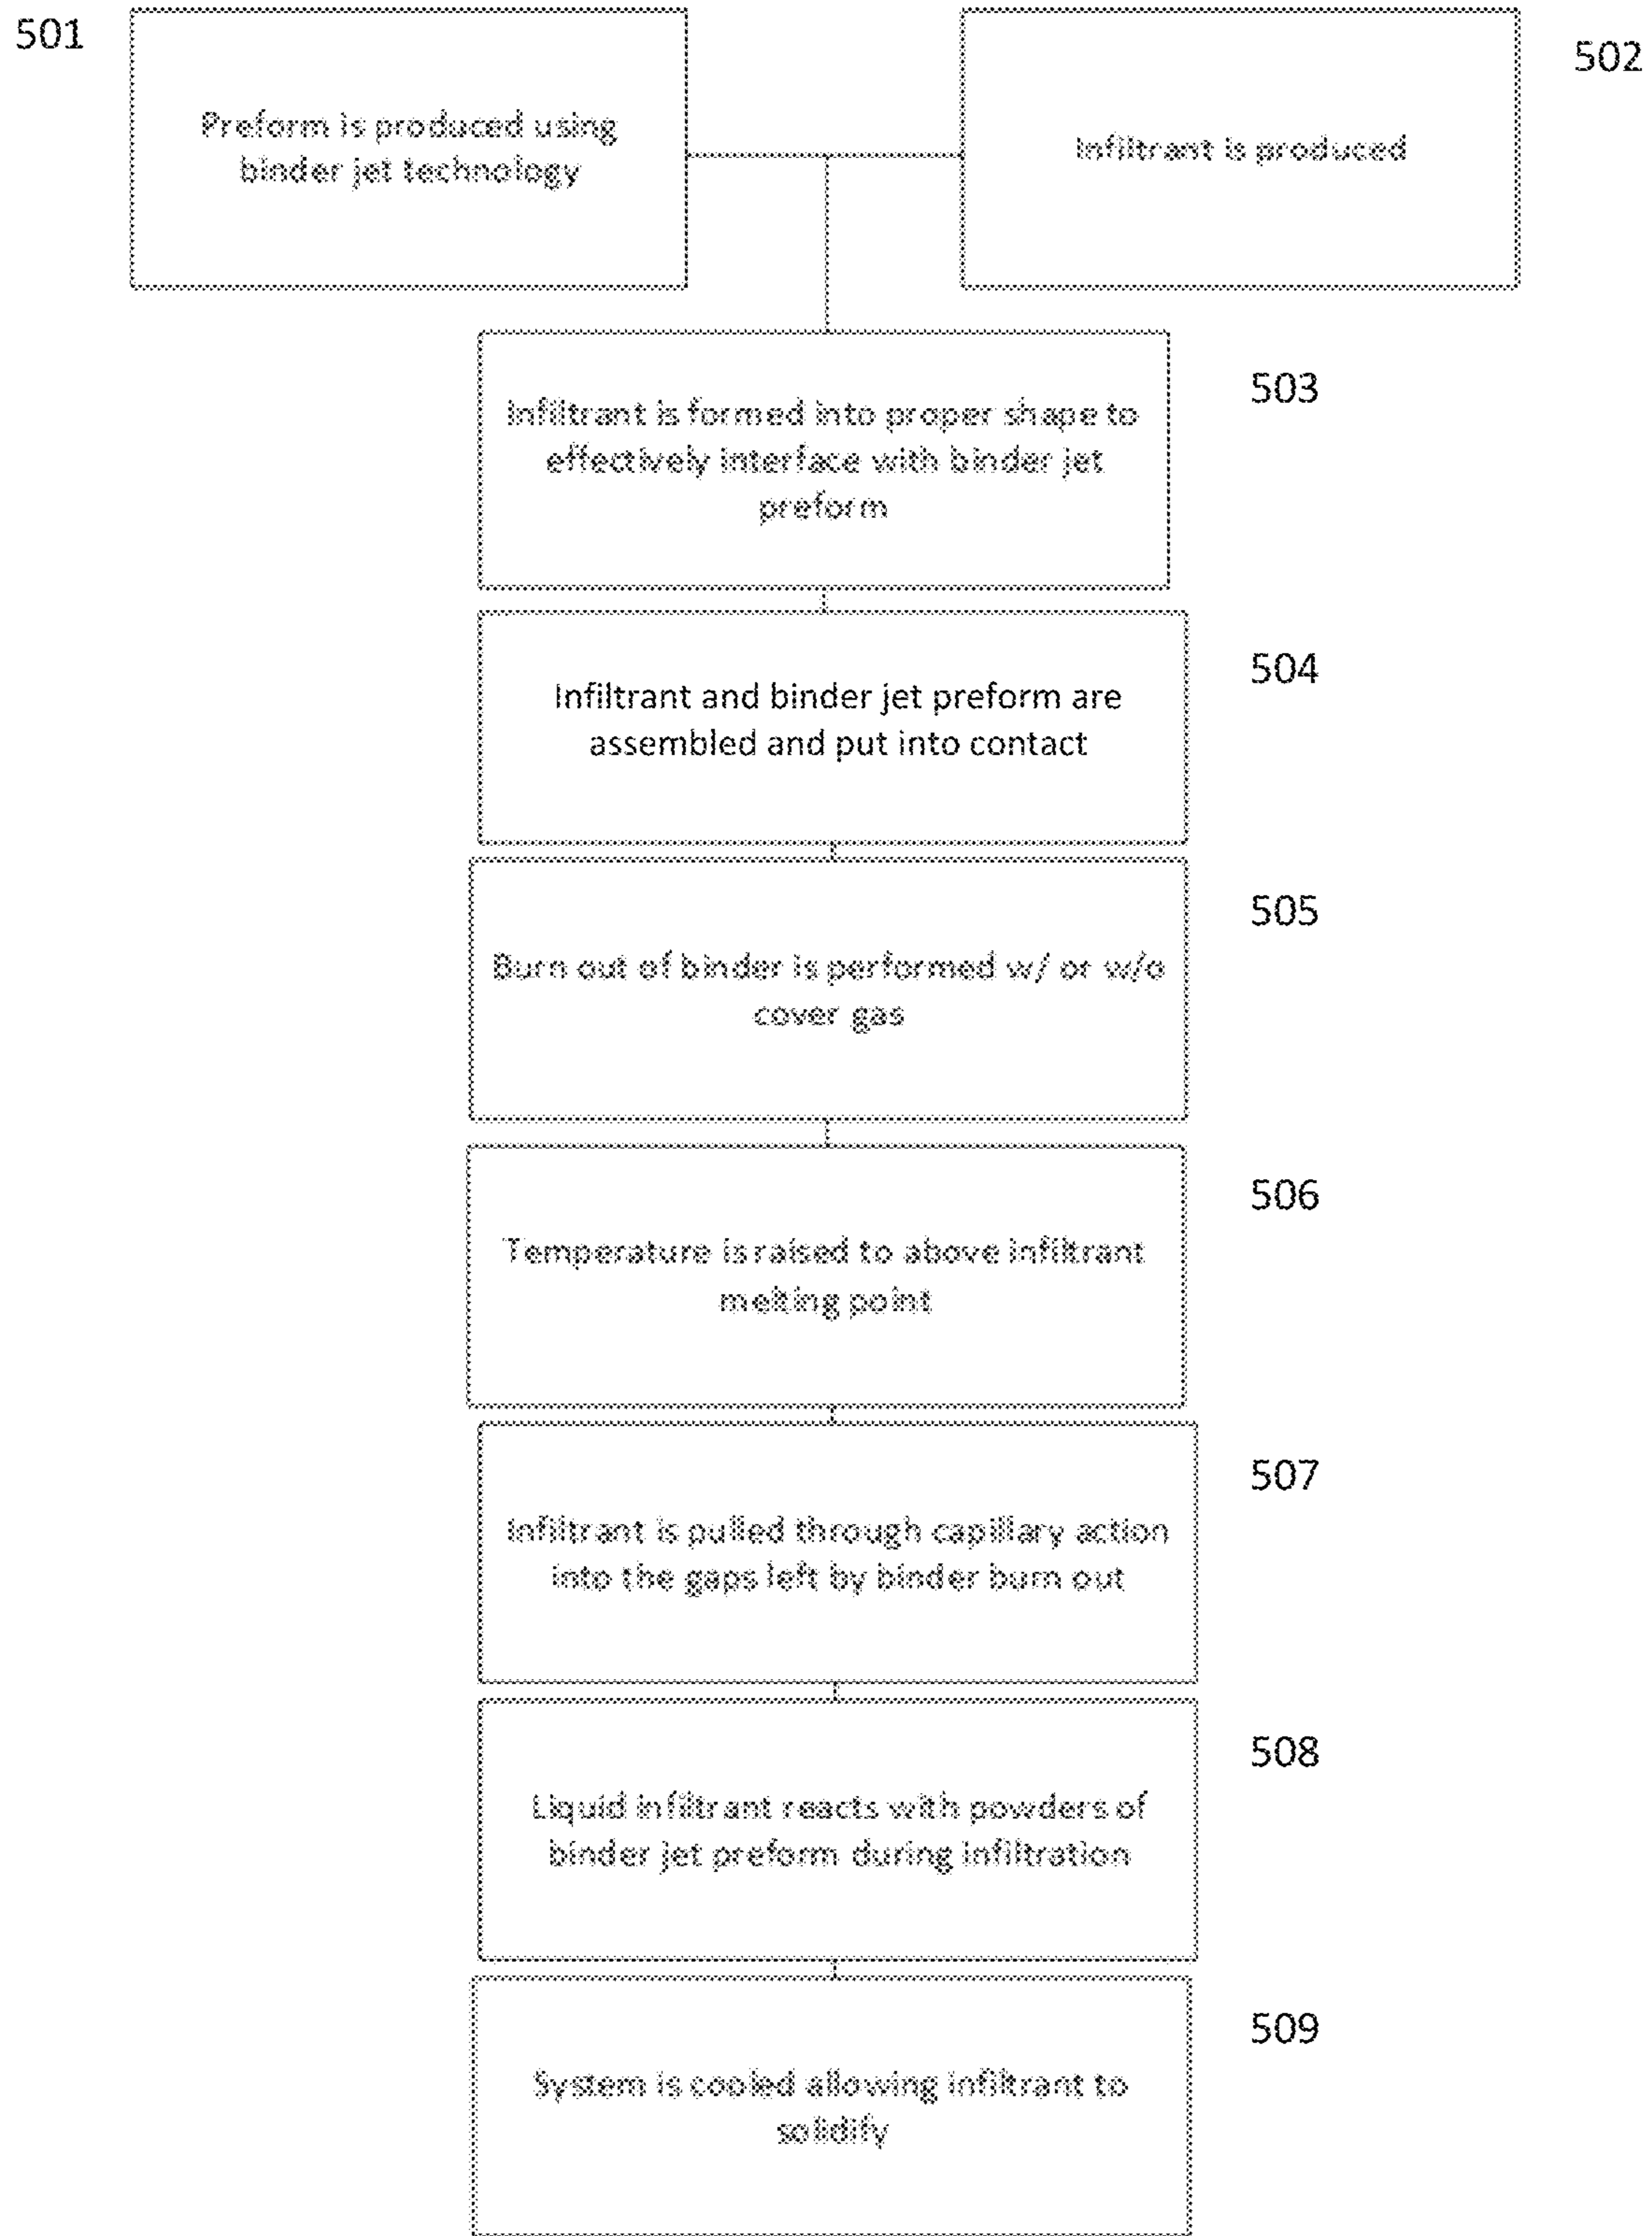 501
Preform is produced using
binder jet technology
502
Infiltrant is produced
503
Infiltrant is formed into proper shape to
effectively interface with binder jet
preform
504
Infiltrant and binder jet preform are
assembled and put into contact
505
Burn out of binder is performed w/ or w/o
cover gas
506
Temperature is raised to above infiltrant
melting point
507
Infiltrant is pulled through capillary action
into the gaps left by binder burn out
508
Liquid infiltrant reacts with powders of
binder jet preform during infiltration
509
System is cooled allowing infiltrant to
solidify